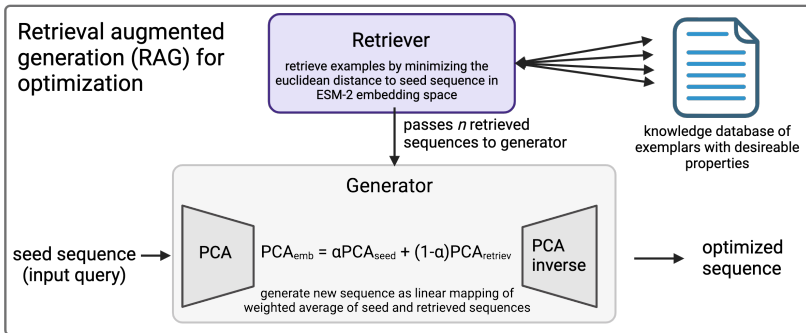 Retrieval augmented
generation (RAG) for
optimization
Retriever
retrieve examples by minimizing the
euclidean distance to seed sequence in
ESM-2 embedding space
knowledge database of
exemplars with desireable
properties
passes n retrieved
sequences to generator
Generator
seed sequence
(input query)
PCA
PCAemb = αPCAseed + (1-α)PCAretriev
PCA
inverse
generate new sequence as linear mapping of
weighted average of seed and retrieved sequences
optimized
sequence